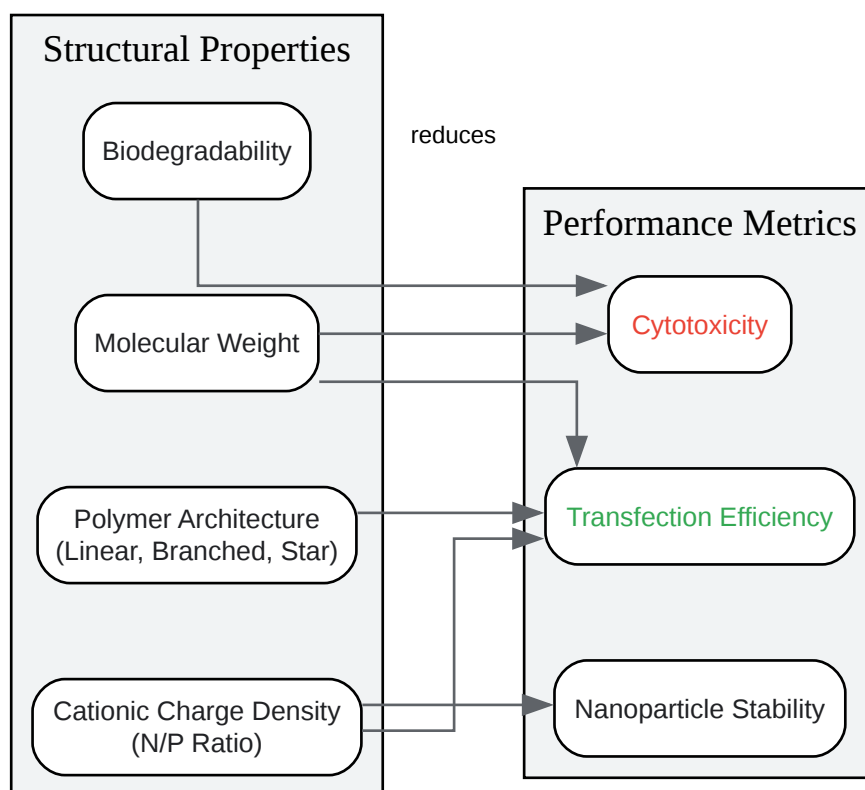 Structural Properties
Biodegradability
reduces
Performance Metrics
Cytotoxicity
Molecular Weight
Polymer Architecture
(Linear, Branched, Star)
Transfection Efficiency
Cationic Charge Density
(N/P Ratio)
Nanoparticle Stability